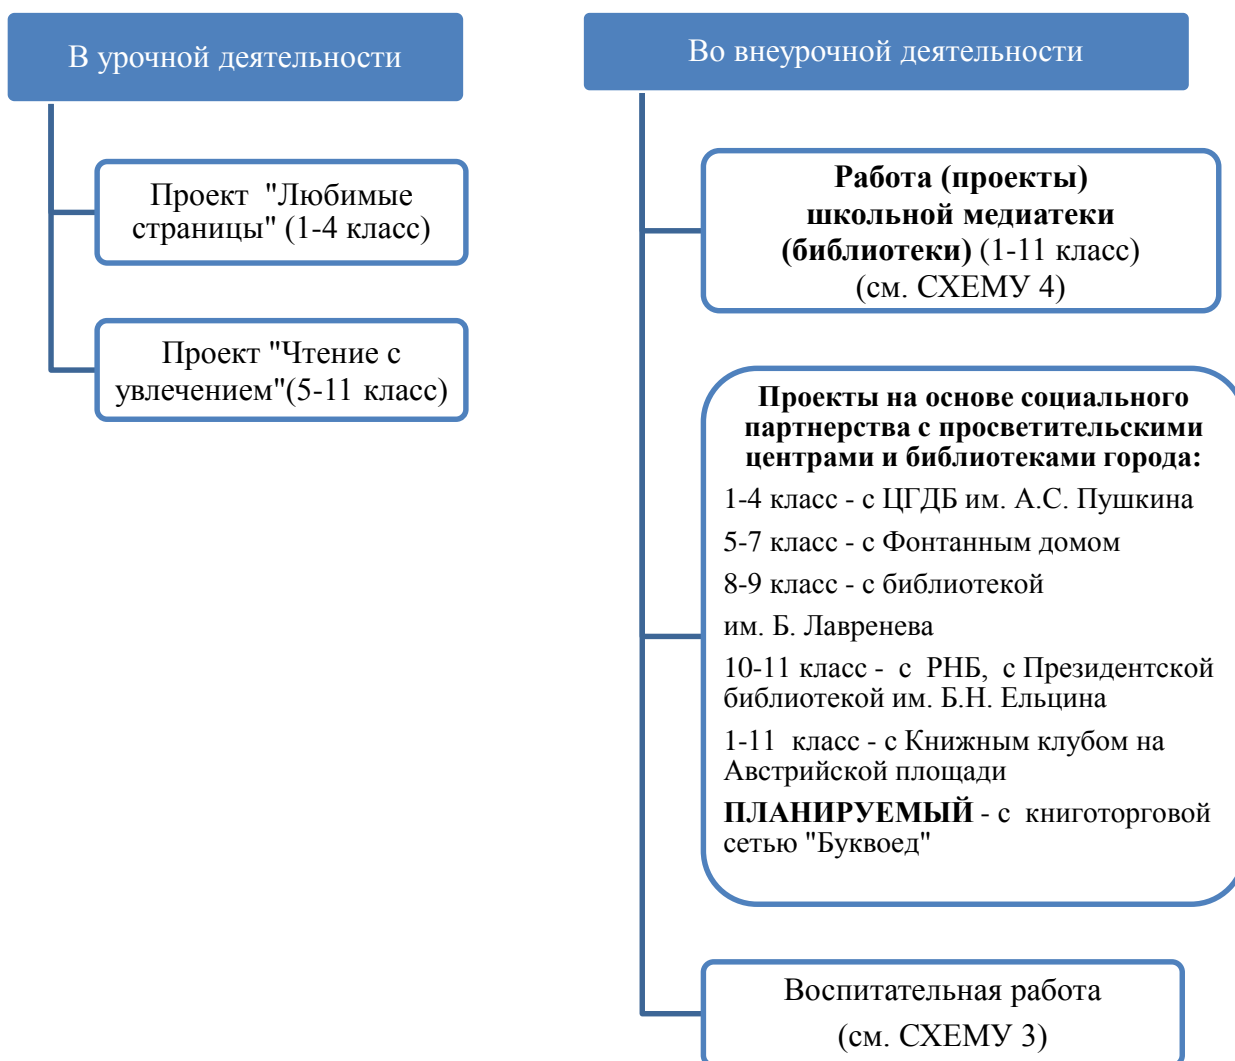 В урочной деятельности
Проект "Любимые
страницы" (1-4 класс)
Проект "Чтение с
увлечением"(5-11 класс)
Во внеурочной деятельности
Работа (проекты)
школьной медиатеки
(библиотеки) (1-11 класс)
(см. СХЕМУ 4)
Проекты на основе социального
партнерства с просветительскими
центрами и библиотеками города:
1-4 класс - с ЦГДБ им. А.С. Пушкина
5-7 класс - с Фонтанным домом
8-9 класс - с библиотекой
им. Б. Лавренева
10-11 класс - с РНБ, с Президентской
библиотекой им. Б.Н. Ельцина
1-11 класс - с Книжным клубом на
Австрийской площади
ПЛАНИРУЕМЫЙ - с книготорговой
сетью "Буквоед"
Воспитательная работа
(см. СХЕМУ 3)